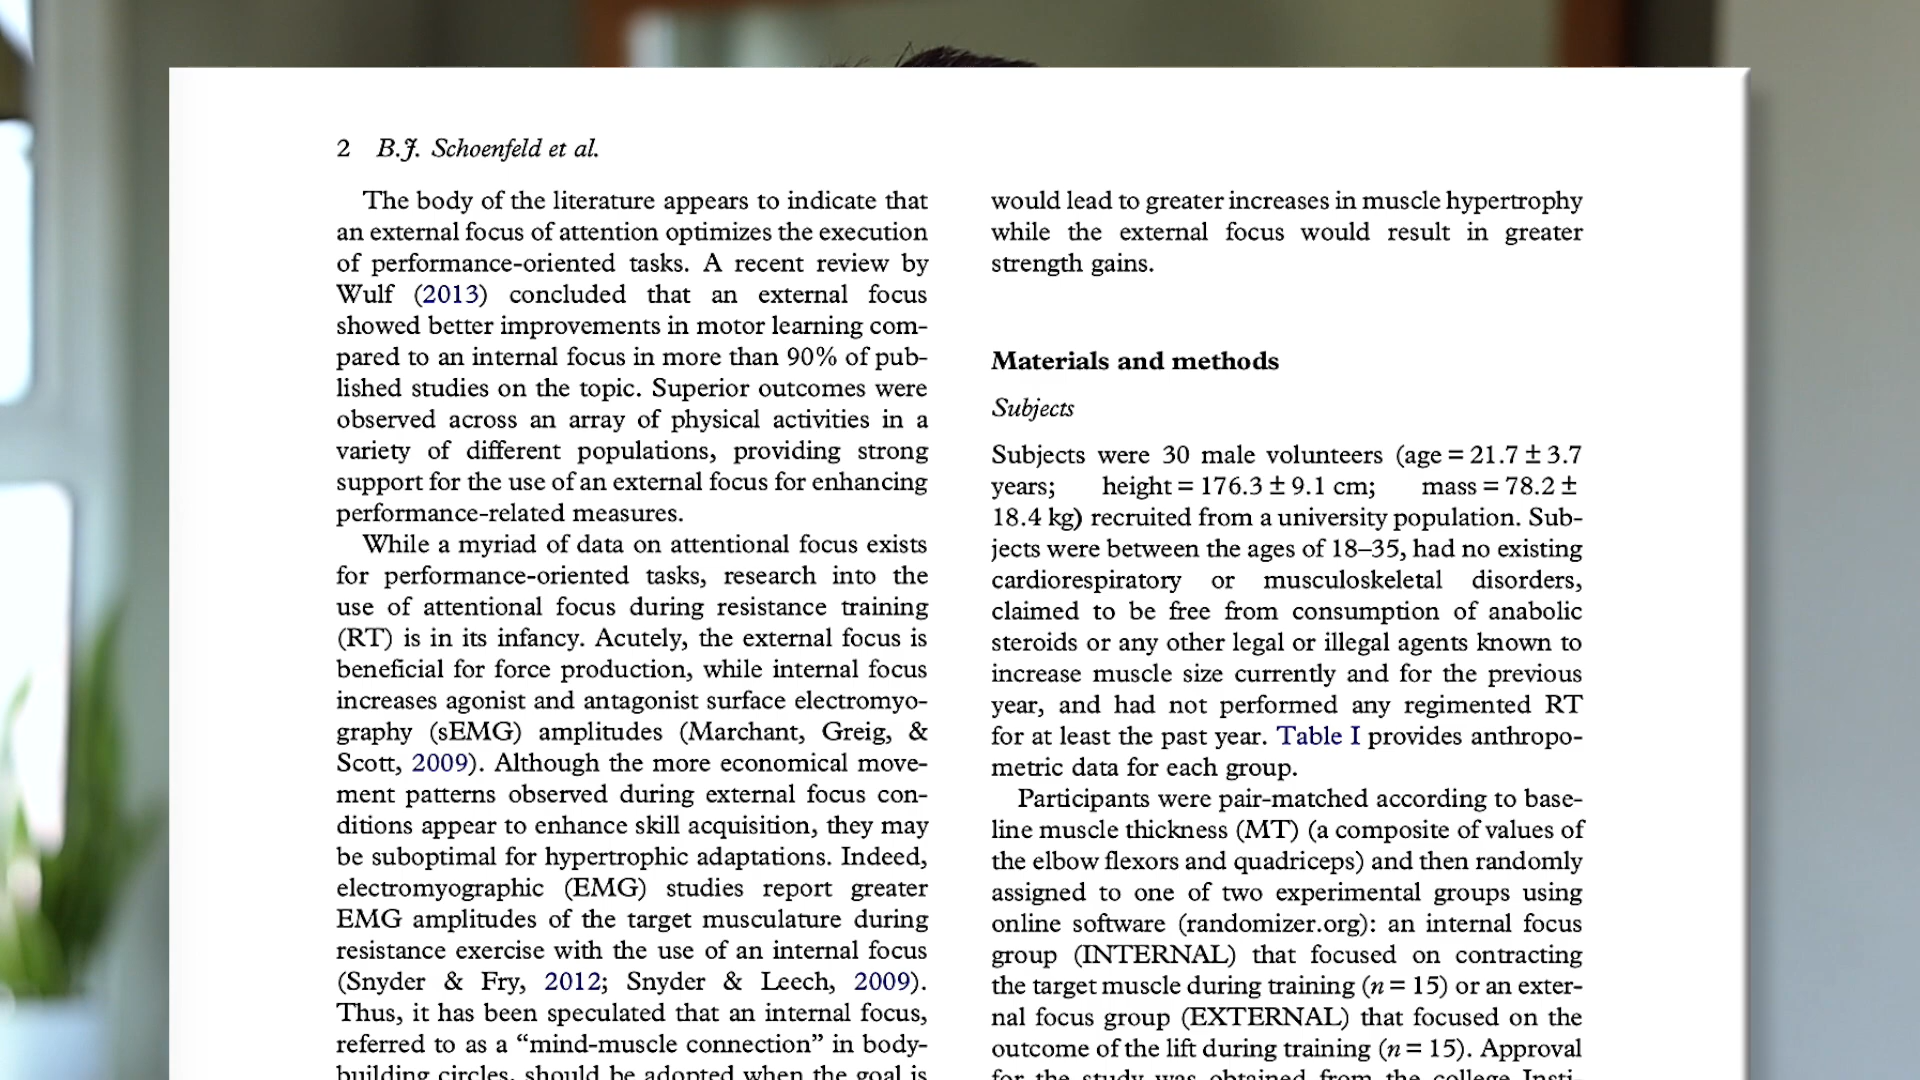 2 B.J. Schoenfeld et al.
The body of the literature appears to indicate that
an external focus of attention optimizes the execution
of performance-oriented tasks. A recent review by
Wulf (2013) concluded that an external focus
showed better improvements in motor learning com-
pared to an internal focus in more than 90% of pub-
lished studies on the topic. Superior outcomes were
observed across an array of physical activities in a
variety of different populations, providing strong
support for the use of an external focus for enhancing
performance-related measures.
While a myriad of data on attentional focus exists
for performance-oriented tasks, research into the
use of attentional focus during resistance training
(RT) is in its infancy. Acutely, the external focus is
beneficial for force production, while internal focus
increases agonist and antagonist surface electromyo-
graphy (sEMG) amplitudes (Marchant, Greig, &
Scott, 2009). Although the more economical move-
ment patterns observed during external focus con-
ditions appear to enhance skill acquisition, they may
be suboptimal for hypertrophic adaptations. Indeed,
electromyographic (EMG) studies report greater
EMG amplitudes of the target musculature during
resistance exercise with the use of an internal focus
(Snyder & Fry, 2012; Snyder & Leech, 2009).
Thus, it has been speculated that an internal focus,
referred to as a “mind-muscle connection” in body-
building circles, should be adopted when the goal is
would lead to greater increases in muscle hypertrophy
while the external focus would result in greater
strength gains.
Materials and methods
Subjects
Subjects were 30 male volunteers (age = 21.7 ± 3.7
years; height = 176.3 ± 9.1 cm; mass = 78.2 ±
18.4 kg) recruited from a university population. Sub-
jects were between the ages of 18–35, had no existing
cardiorespiratory or musculoskeletal disorders,
claimed to be free from consumption of anabolic
steroids or any other legal or illegal agents known to
increase muscle size currently and for the previous
year, and had not performed any regimented RT
for at least the past year. Table I provides anthropo-
metric data for each group.
Participants were pair-matched according to base-
line muscle thickness (MT) (a composite of values of
the elbow flexors and quadriceps) and then randomly
assigned to one of two experimental groups using
online software (randomizer.org): an internal focus
group (INTERNAL) that focused on contracting
the target muscle during training (n = 15) or an exter-
nal focus group (EXTERNAL) that focused on the
outcome of the lift during training (n = 15). Approval
for the study was obtained from the college Insti-